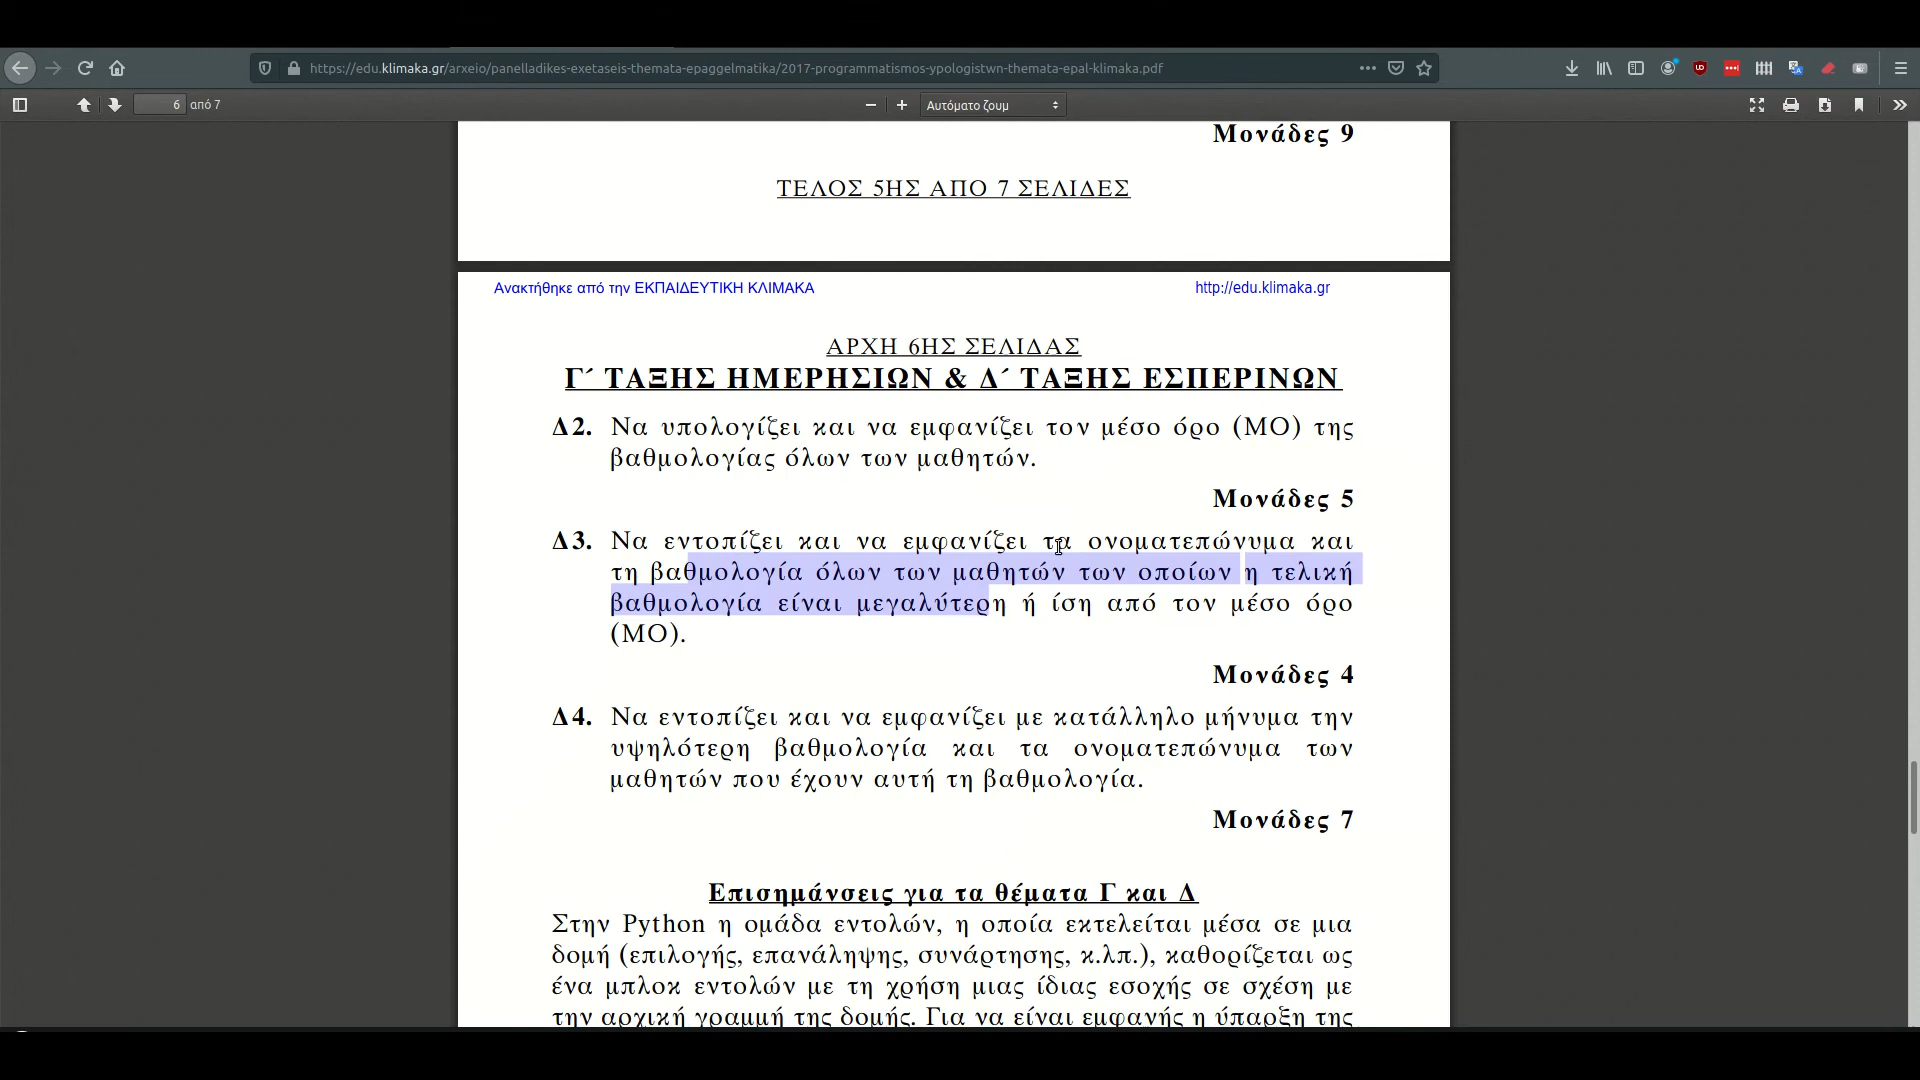 https://edu.klimaka.gr/arxeio/panelladikes-exetaseis-themata-epaggelmatika/2017-programmatismos-ypologistwn-themata-epal-klimaka.pdf
6 από 7
Αυτόματο ζουμ
Μονάδες 9
ΤΕΛΟΣ 5ΗΣ ΑΠΟ 7 ΣΕΛΙΔΕΣ
Ανακτήθηκε από την ΕΚΠΑΙΔΕΥΤΙΚΗ ΚΛΙΜΑΚΑ http://edu.klimaka.gr
ΑΡΧΗ 6ΗΣ ΣΕΛΙΔΑΣ
Γ΄ ΤΑΞΗΣ ΗΜΕΡΗΣΙΩΝ & Δ΄ ΤΑΞΗΣ ΕΣΠΕΡΙΝΩΝ
Δ2. Να υπολογίζει και να εμφανίζει τον μέσο όρο (ΜΟ) της
βαθμολογίας όλων των μαθητών.
Μονάδες 5
Δ3. Να εντοπίζει και να εμφανίζει τα ονοματεπώνυμα και
τη βαθμολογία όλων των μαθητών των οποίων η τελική
βαθμολογία είναι μεγαλύτερη ή ίση από τον μέσο όρο
(ΜΟ).
Μονάδες 4
Δ4. Να εντοπίζει και να εμφανίζει με κατάλληλο μήνυμα την
υψηλότερη βαθμολογία και τα ονοματεπώνυμα των
μαθητών που έχουν αυτή τη βαθμολογία.
Μονάδες 7
Επισημάνσεις για τα θέματα Γ και Δ
Στην Python η ομάδα εντολών, η οποία εκτελείται μέσα σε μια
δομή (επιλογής, επανάληψης, συνάρτησης, κ.λπ.), καθορίζεται ως
ένα μπλοκ εντολών με τη χρήση μιας ίδιας εσοχής σε σχέση με
την αρχική γραμμή της δομής. Για να είναι εμφανής η ύπαρξη της